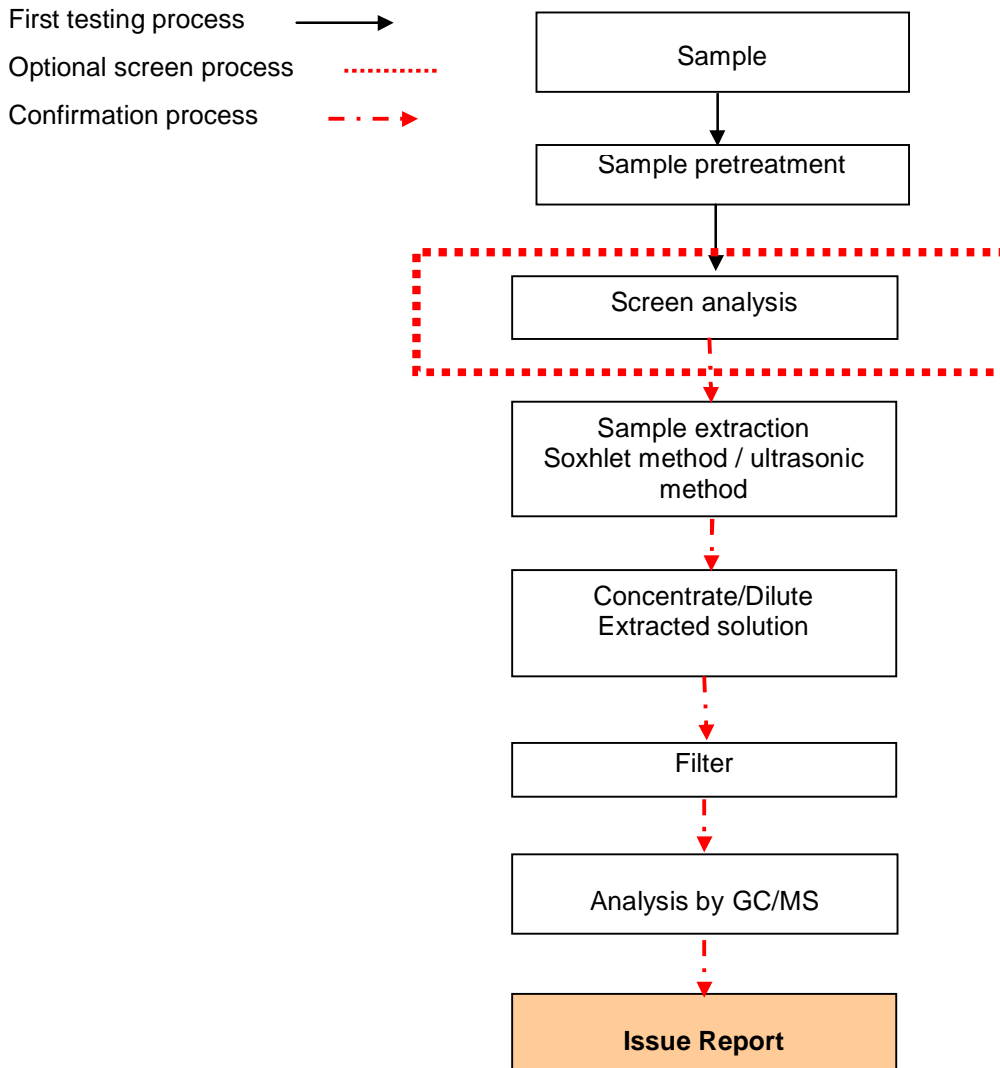 First testing process
Optional screen process
Confirmation process
Sample
Sample pretreatment
Screen analysis
Sample extraction
Soxhlet method / ultrasonic
method
Concentrate/Dilute
Extracted solution
Filter
Analysis by GC/MS
Issue Report